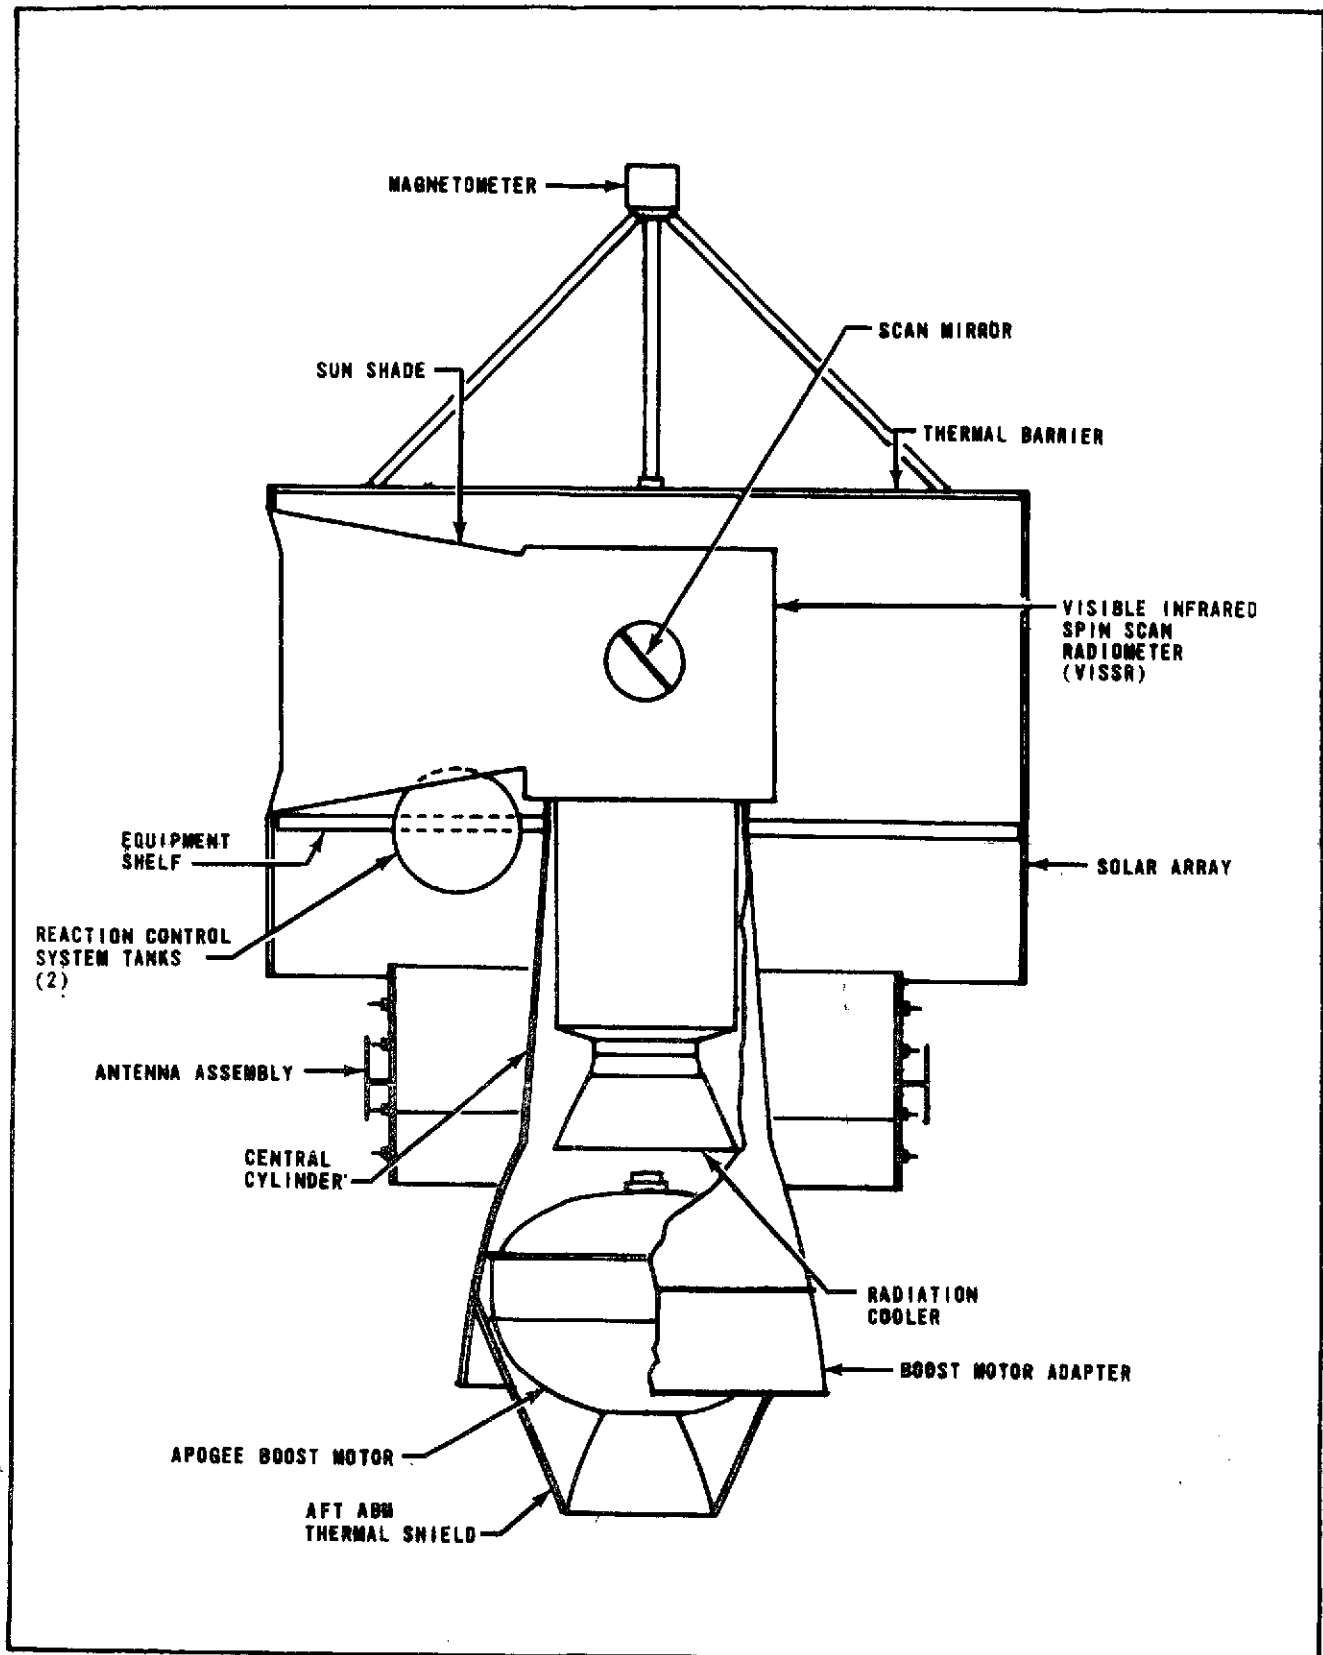 MAGNETOMETER
SCAN MIRROR
SUN SHADE
THERMAL BARRIER
VISIBLE INFRARED
SPIN SCAN
RADIOMETER
(VISSR)
EQUIPMENT
SHELF
SOLAR ARRAY
REACTION CONTROL
SYSTEM TANKS
(2)
ANTENNA ASSEMBLY
CENTRAL
CYLINDER
RADIATION
COOLER
BOOST MOTOR ADAPTER
APOGEE BOOST MOTOR
AFT ABM
THERMAL SHIELD